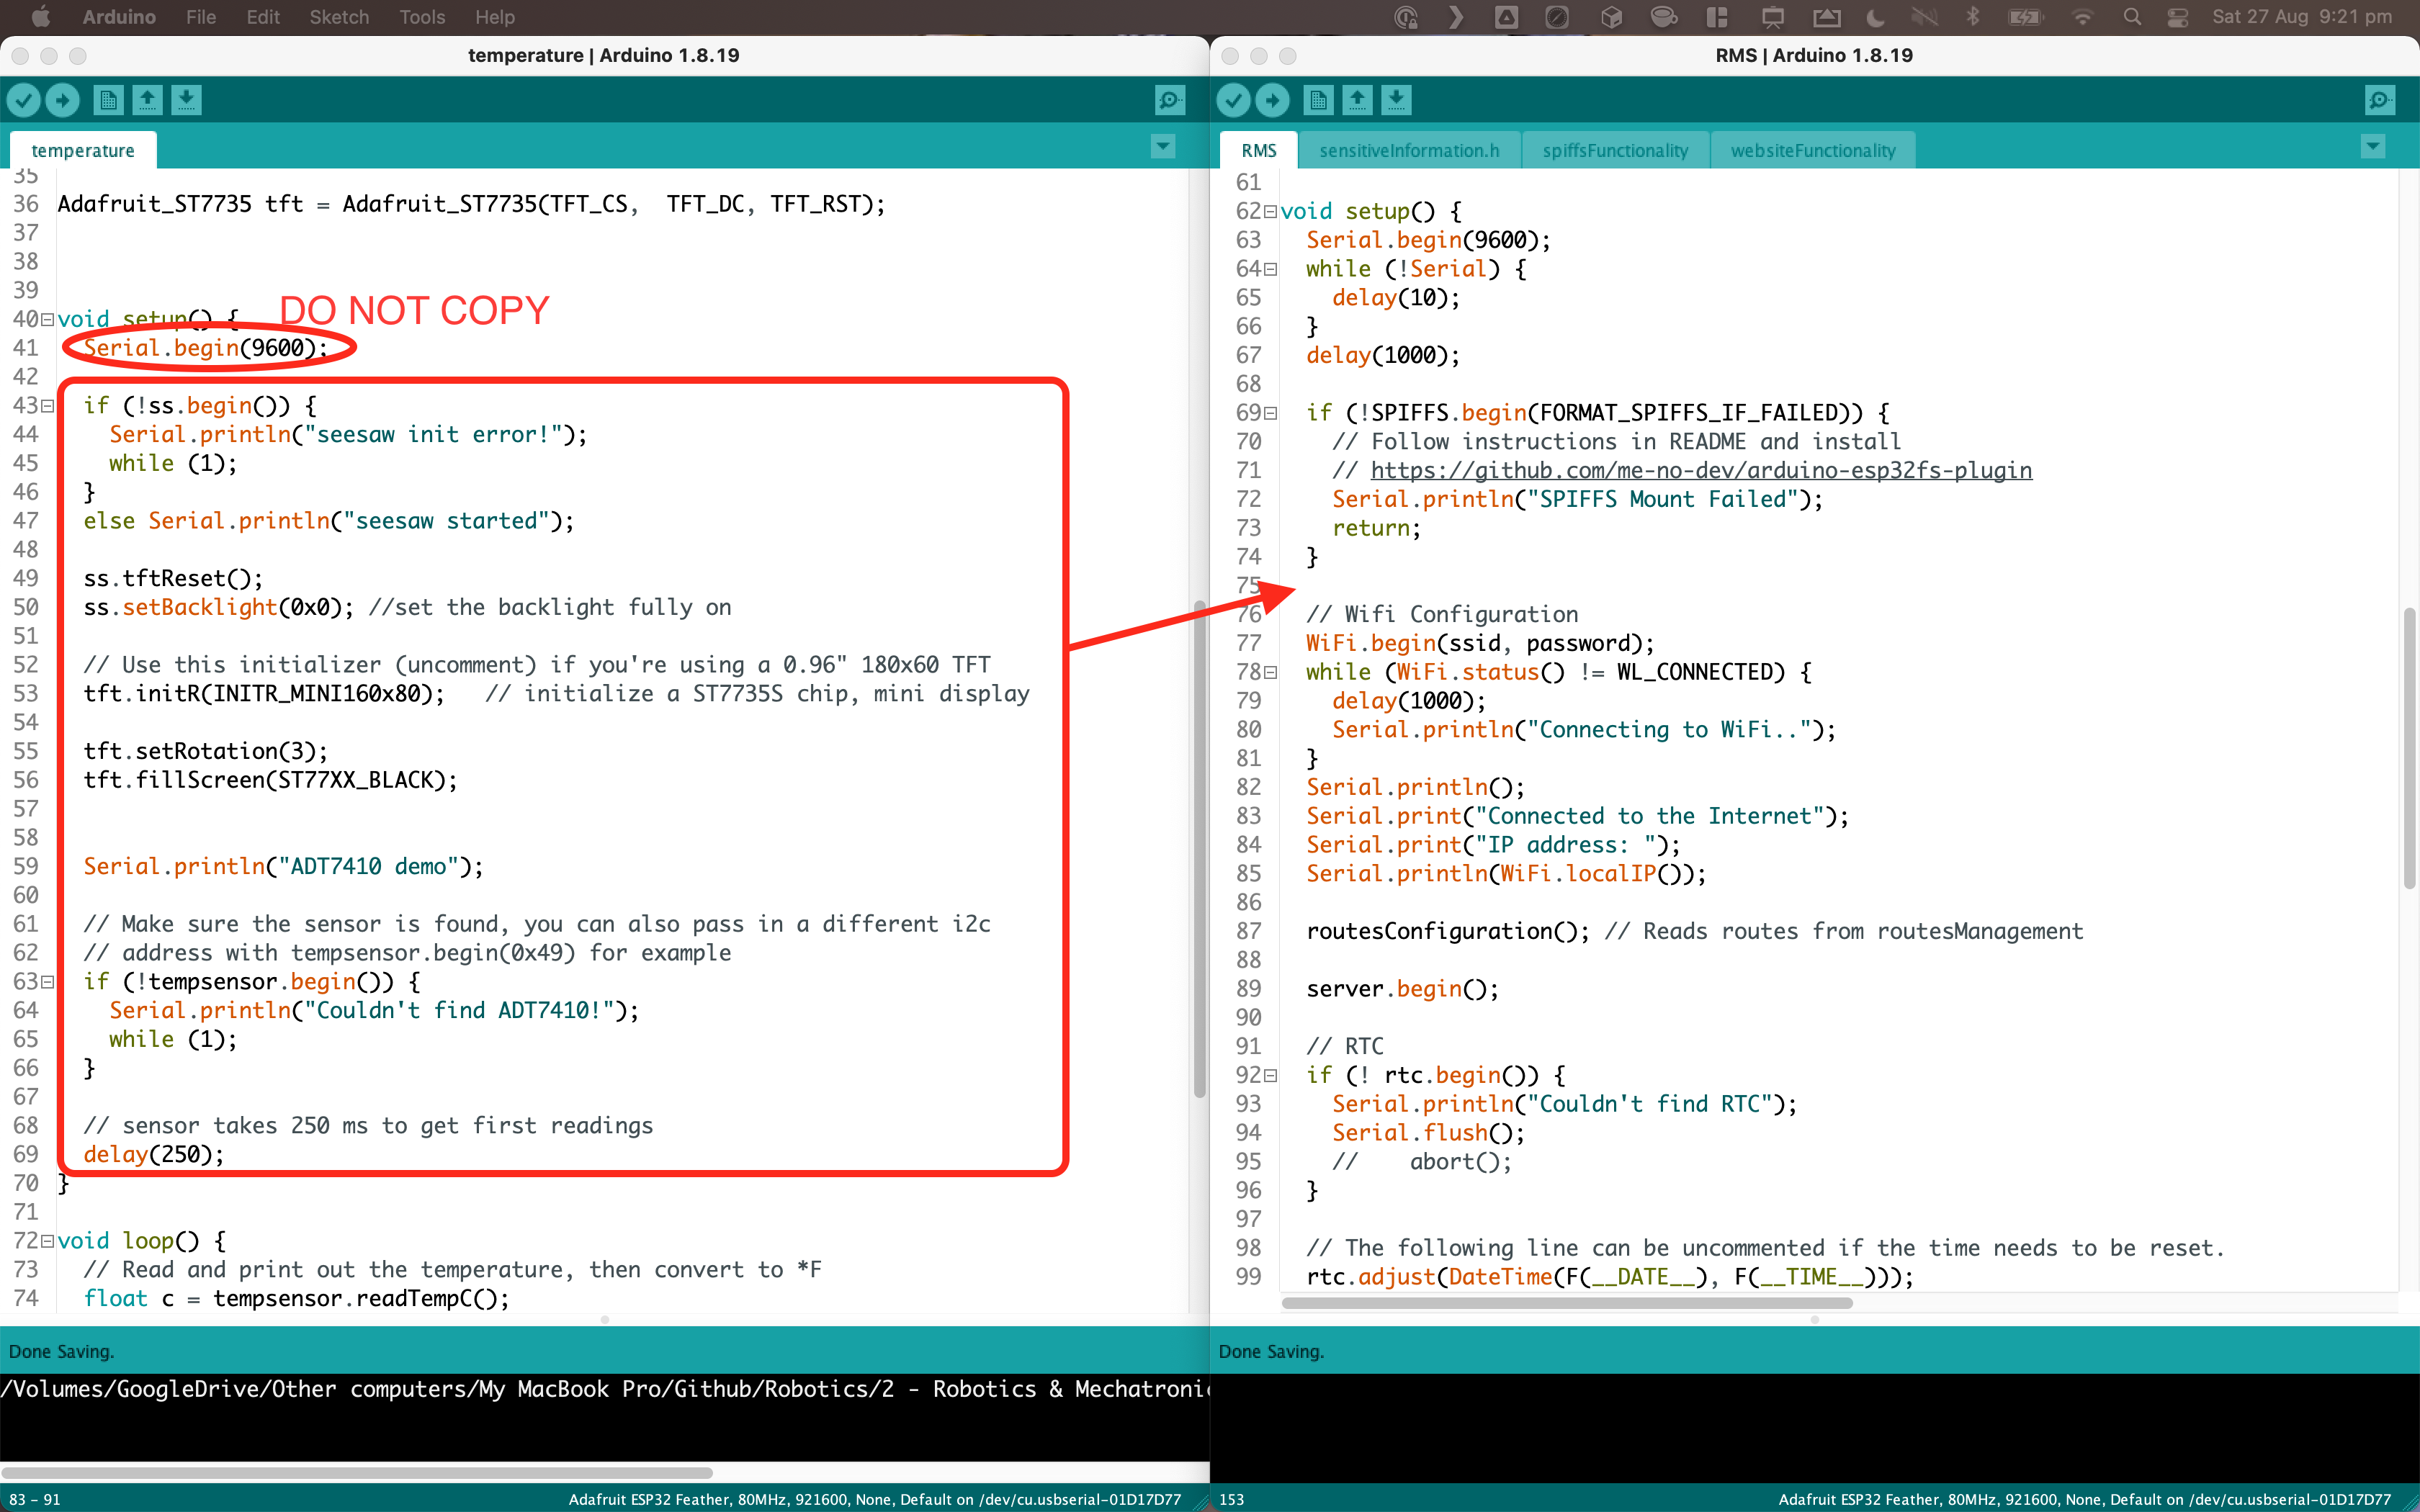 Arduino File Edit Sketch Tools Help
Sat 27 Aug 9:21 pm
temperature | Arduino 1.8.19
temperature
35
36 Adafruit_ST7735 tft = Adafruit_ST7735(TFT_CS,  TFT_DC, TFT_RST);
37
38
39
DO NOT COPY
40 void setup() {
41 Serial.begin(9600);
42
43 if (!ss.begin()) {
44 Serial.println("seesaw init error!");
45 while (1);
46 }
47 else Serial.println("seesaw started");
48
49 ss.tftReset();
50 ss.setBacklight(0x0); //set the backlight fully on
51
52 // Use this initializer (uncomment) if you're using a 0.96" 180x60 TFT
53 tft.initR(INITR_MINI160x80);   // initialize a ST7735S chip, mini display
54
55 tft.setRotation(3);
56 tft.fillScreen(ST77XX_BLACK);
57
58
59 Serial.println("ADT7410 demo");
60
61 // Make sure the sensor is found, you can also pass in a different i2c
62 // address with tempsensor.begin(0x49) for example
63 if (!tempsensor.begin()) {
64 Serial.println("Couldn't find ADT7410!");
65 while (1);
66 }
67
68 // sensor takes 250 ms to get first readings
69 delay(250);
70 }
71
72 void loop() {
73 // Read and print out the temperature, then convert to *F
74 float c = tempsensor.readTempC();
Done Saving.
/Volumes/GoogleDrive/Other computers/My MacBook Pro/Github/Robotics/2 - Robotics & Mechatronic
83 - 91
Adafruit ESP32 Feather, 80MHz, 921600, None, Default on /dev/cu.usbserial-01D17D77
RMS | Arduino 1.8.19
RMS sensitiveInformation.h spiffsFunctionality websiteFunctionality
61
62 void setup() {
63 Serial.begin(9600);
64 while (!Serial) {
65 delay(10);
66 }
67 delay(1000);
68
69 if (!SPIFFS.begin(FORMAT_SPIFFS_IF_FAILED)) {
70 // Follow instructions in README and install
71 // https://github.com/me-no-dev/arduino-esp32fs-plugin
72 Serial.println("SPIFFS Mount Failed");
73 return;
74 }
75
76 // Wifi Configuration
77 WiFi.begin(ssid, password);
78 while (WiFi.status() != WL_CONNECTED) {
79 delay(1000);
80 Serial.println("Connecting to WiFi..");
81 }
82 Serial.println();
83 Serial.print("Connected to the Internet");
84 Serial.print("IP address: ");
85 Serial.println(WiFi.localIP());
86
87 routesConfiguration(); // Reads routes from routesManagement
88
89 server.begin();
90
91 // RTC
92 if (! rtc.begin()) {
93 Serial.println("Couldn't find RTC");
94 Serial.flush();
95 //    abort();
96 }
97
98 // The following line can be uncommented if the time needs to be reset.
99 rtc.adjust(DateTime(F(__DATE__), F(__TIME__)));
Done Saving.
153
Adafruit ESP32 Feather, 80MHz, 921600, None, Default on /dev/cu.usbserial-01D17D77